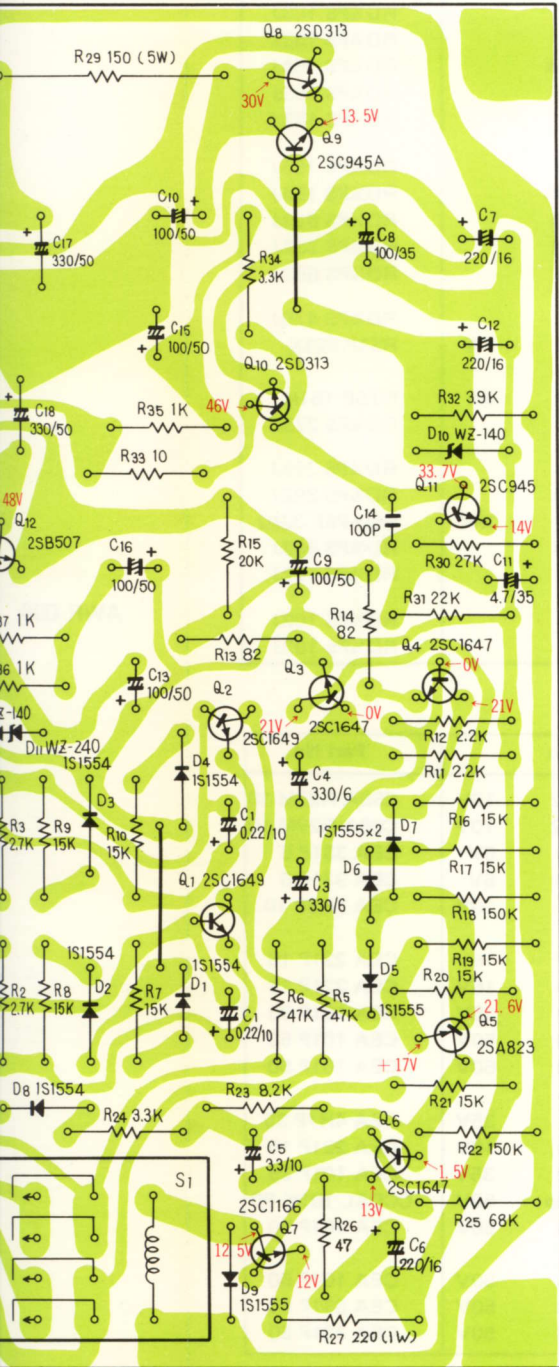 Q8 2SD313
R29 150 (5W)
30V
13.5V
Q9
2SC945A
C10
+
100/50
C7
+
220/16
C17
+
330/50
C8
+
100/35
R34
3.3K
C15
+
100/50
C12
+
220/16
Q10 2SD313
46V
R32 3.9K
C18
+
330/50
R35 1K
D10 WZ-140
R33 10
33.7V
Q11
2SC945
48V
Q12
2SB507
C14
100P
14V
R15
20K
R30 27K
C16
+
100/50
C9
+
100/50
C11
+
4.7/35
R14
82
R31 22K
37 1K
R13 82
Q4 2SC1647
0V
36 1K
C13
+
100/50
Q3
Q2
21V
0V
21V
2SC1647
Z-140
2SC1649
R12 2.2K
D11 WZ-240
R11 2.2K
1S1554
D4
1S1554
C4
330/6
+
D3
R16 15K
R3
2.7K
R9
15K
R10
15K
C1
0.22/10
+
1S1555x2
D7
D6
R17 15K
Q1 2SC1649
C3
330/6
+
R18 150K
R19 15K
1S1554
1S1554
D5
1S1555
R20 15K
R2
2.7K
R8
15K
D2
R7
15K
D1
C1
0.22/10
+
R6
47K
R5
47K
21.6V
Q5
2SA823
+17V
D8 1S1554
R23 8.2K
R21 15K
R24 3.3K
Q6
R22 150K
C5
3.3/10
+
1.5V
2SC1647
S1
13V
2SC1166
R25 68K
Q7
12.5V
12V
R26
47
C6
+
220/16
D9
1S1555
R27 220 (1W)